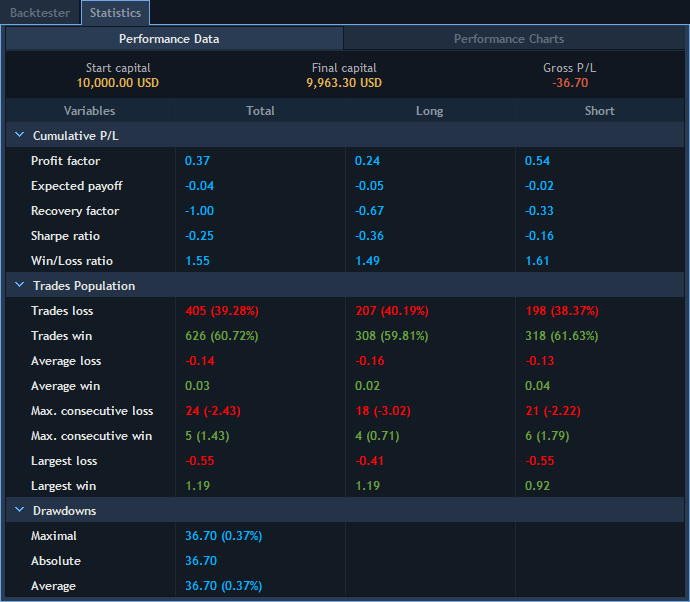 Backtester Statistics
Performance Data Performance Charts
Start capital Final capital Gross P/L
10,000.00 USD 9,963.30 USD -36.70
Variables Total Long Short
Cumulative P/L
Profit factor 0.37 0.24 0.54
Expected payoff -0.04 -0.05 -0.02
Recovery factor -1.00 -0.67 -0.33
Sharpe ratio -0.25 -0.36 -0.16
Win/Loss ratio 1.55 1.49 1.61
Trades Population
Trades loss 405 (39.28%) 207 (40.19%) 198 (38.37%)
Trades win 626 (60.72%) 308 (59.81%) 318 (61.63%)
Average loss -0.14 -0.16 -0.13
Average win 0.03 0.02 0.04
Max. consecutive loss 24 (-2.43) 18 (-3.02) 21 (-2.22)
Max. consecutive win 5 (1.43) 4 (0.71) 6 (1.79)
Largest loss -0.55 -0.41 -0.55
Largest win 1.19 1.19 0.92
Drawdowns
Maximal 36.70 (0.37%)
Absolute 36.70
Average 36.70 (0.37%)